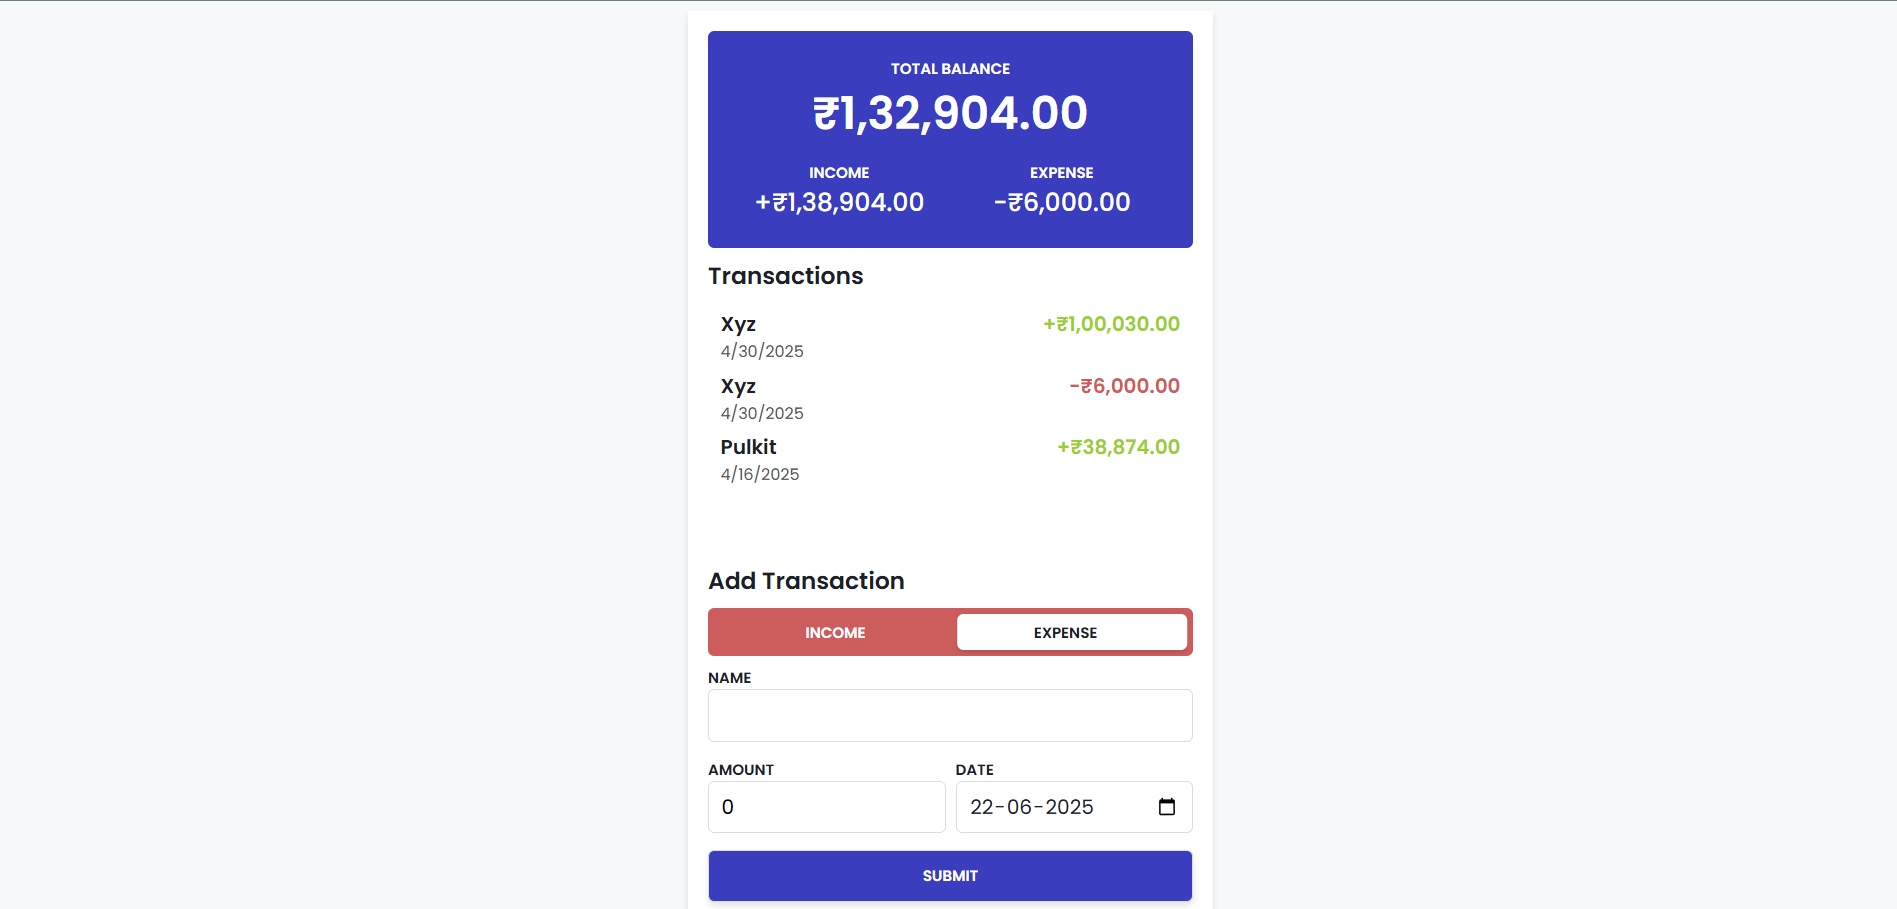 TOTAL BALANCE
₹1,32,904.00
INCOME EXPENSE
+₹1,38,904.00 -₹6,000.00
Transactions
Xyz +₹1,00,030.00
4/30/2025
Xyz -₹6,000.00
4/30/2025
Pulkit +₹38,874.00
4/16/2025
Add Transaction
INCOME EXPENSE
NAME
AMOUNT DATE
0 22-06-2025
SUBMIT